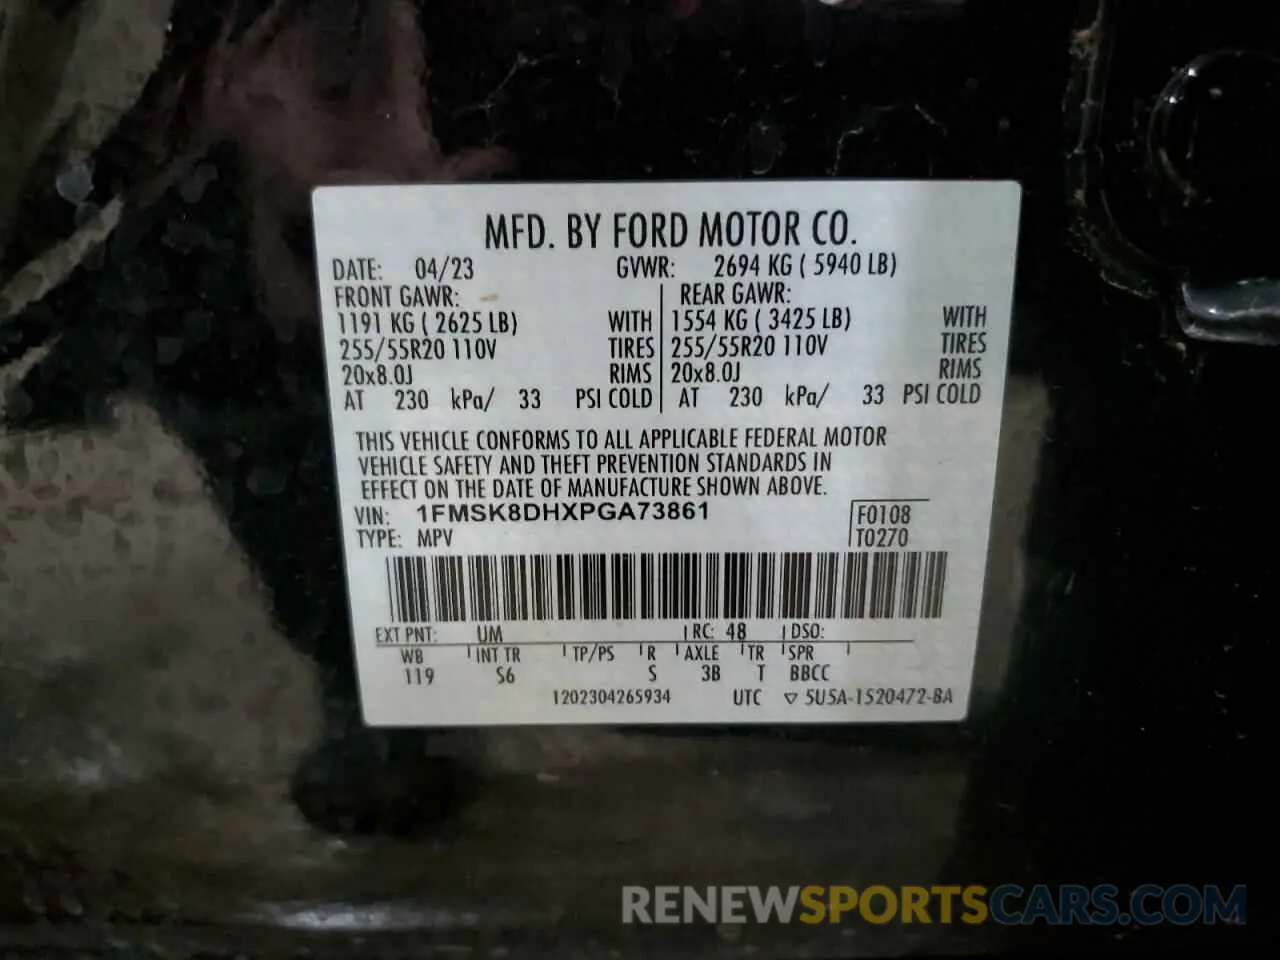 MFD. BY FORD MOTOR CO.
DATE: 04/23 GVWR: 2694 KG ( 5940 LB)
FRONT GAWR: REAR GAWR:
1191 KG ( 2625 LB) WITH 1554 KG ( 3425 LB) WITH
255/55R20 110V TIRES 255/55R20 110V TIRES
20x8.0J RIMS 20x8.0J RIMS
AT 230 kPa/ 33 PSI COLD AT 230 kPa/ 33 PSI COLD
THIS VEHICLE CONFORMS TO ALL APPLICABLE FEDERAL MOTOR
VEHICLE SAFETY AND THEFT PREVENTION STANDARDS IN
EFFECT ON THE DATE OF MANUFACTURE SHOWN ABOVE.
VIN: 1FMSK8DHXPGA73861 F0108
TYPE: MPV T0270
EXT PNT: UM RC: 48 DSO:
WB INT TR TP/PS R AXLE TR SPR
119 S6 S 3B T BBCC
1202304265934 UTC ▽ 5U5A-1520472-BA
RENEWSPORTSCARS.COM